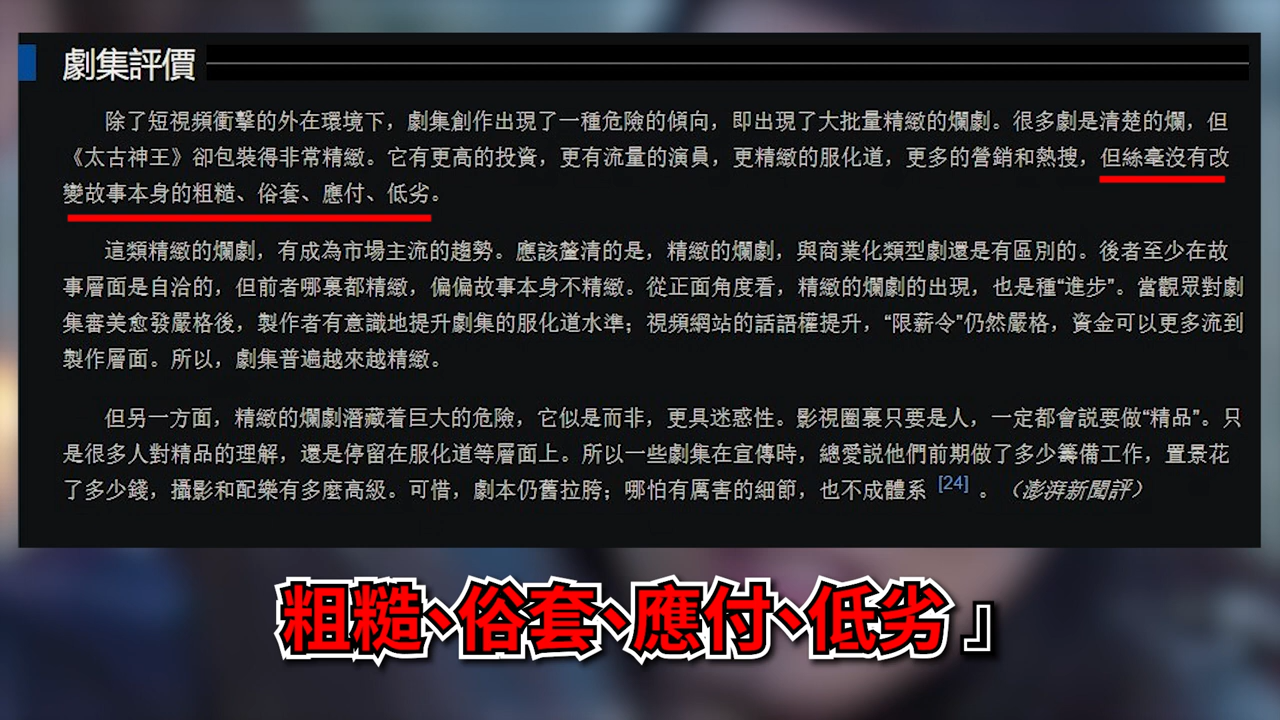 劇集評價
除了短視頻衝擊的外在環境下，劇集創作出現了一種危險的傾向，即出現了大批量精緻的爛劇。很多劇是清楚的爛，但
《太古神王》卻包裝得非常精緻。它有更高的投資，更有流量的演員，更精緻的服化道，更多的營銷和熱搜，但絲毫沒有改
變故事本身的粗糙、俗套、應付、低劣。
這類精緻的爛劇，有成為市場主流的趨勢。應該釐清的是，精緻的爛劇，與商業化類型劇還是有區別的。後者至少在故
事層面是自洽的，但前者哪裏都精緻，偏偏故事本身不精緻。從正面角度看，精緻的爛劇的出現，也是種“進步”。當觀眾對劇
集審美愈發嚴格後，製作者有意識地提升劇集的服化道水準；視頻網站的話語權提升，“限薪令”仍然嚴格，資金可以更多流到
製作層面。所以，劇集普遍越來越精緻。
但另一方面，精緻的爛劇潛藏着巨大的危險，它似是而非，更具迷惑性。影視圈裏只要是人，一定都會説要做“精品”。只
是很多人對精品的理解，還是停留在服化道等層面上。所以一些劇集在宣傳時，總愛説他們前期做了多少籌備工作，置景花
了多少錢，攝影和配樂有多麼高級。可惜，劇本仍舊拉胯；哪怕有厲害的細節，也不成體系 [24] 。（澎湃新聞評）
粗糙、俗套、應付、低劣』